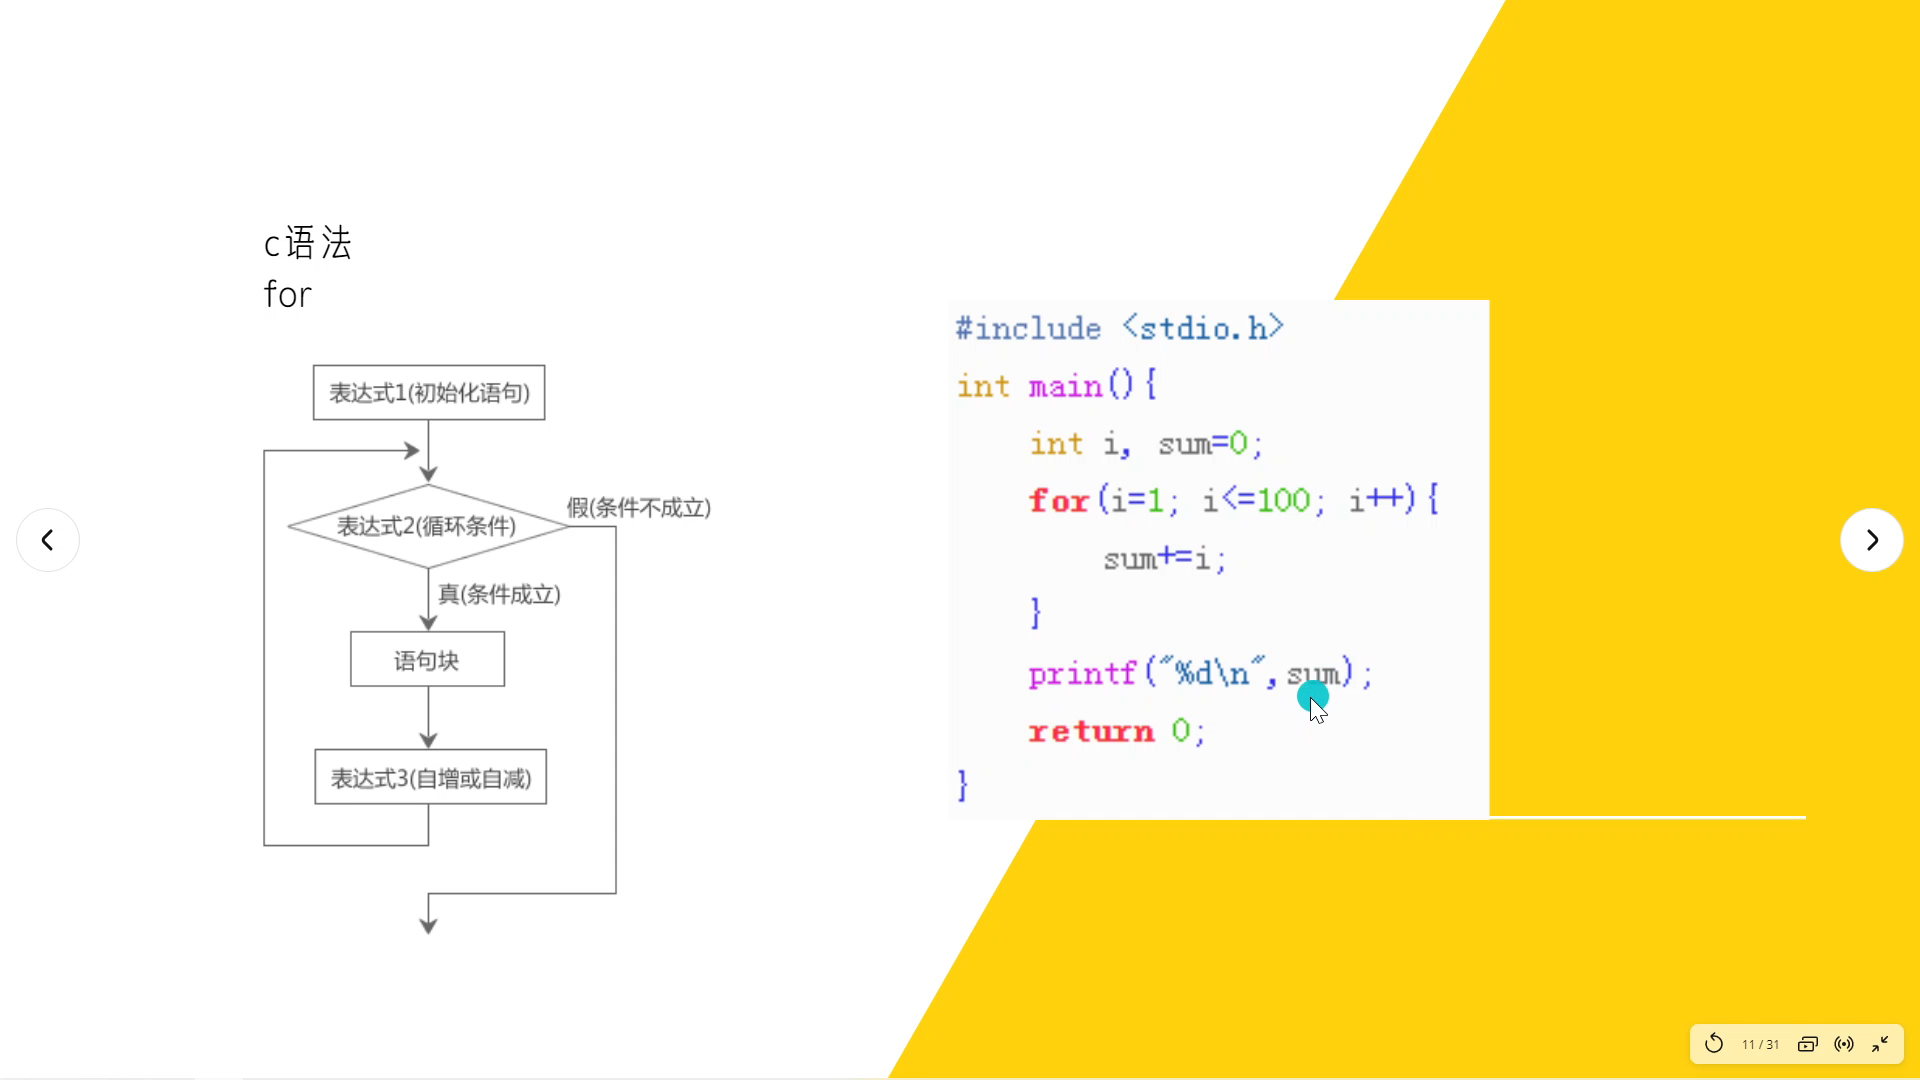 c语法
for
表达式1(初始化语句)
表达式2(循环条件)
假(条件不成立)
真(条件成立)
语句块
表达式3(自增或自减)
#include <stdio.h>
int main(){
int i, sum=0;
for(i=1; i<=100; i++){
sum+=i;
}
printf("%d\n",sum);
return 0;
}
11 / 31